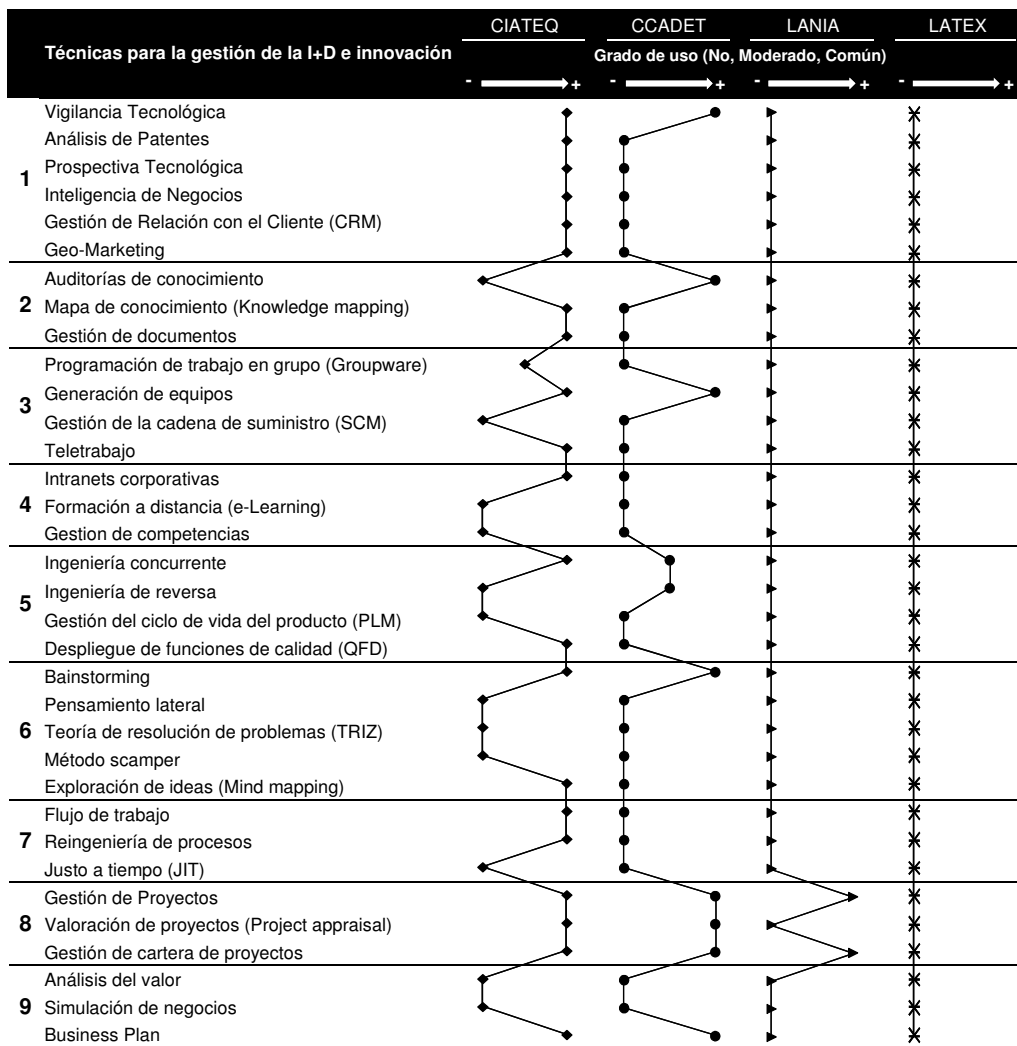 CIATEQ CCADET LANIA LATEX
Técnicas para la gestión de la I+D e innovación
Grado de uso (No, Moderado, Común)
- + - + - + - +
Vigilancia Tecnológica
Análisis de Patentes
Prospectiva Tecnológica
1
Inteligencia de Negocios
Gestión de Relación con el Cliente (CRM)
Geo-Marketing
Auditorías de conocimiento
2 Mapa de conocimiento (Knowledge mapping)
Gestión de documentos
Programación de trabajo en grupo (Groupware)
Generación de equipos
3
Gestión de la cadena de suministro (SCM)
Teletrabajo
Intranets corporativas
4 Formación a distancia (e-Learning)
Gestion de competencias
Ingeniería concurrente
Ingeniería de reversa
5
Gestión del ciclo de vida del producto (PLM)
Despliegue de funciones de calidad (QFD)
Bainstorming
Pensamiento lateral
6 Teoría de resolución de problemas (TRIZ)
Método scamper
Exploración de ideas (Mind mapping)
Flujo de trabajo
7 Reingeniería de procesos
Justo a tiempo (JIT)
Gestión de Proyectos
8 Valoración de proyectos (Project appraisal)
Gestión de cartera de proyectos
Análisis del valor
9 Simulación de negocios
Business Plan